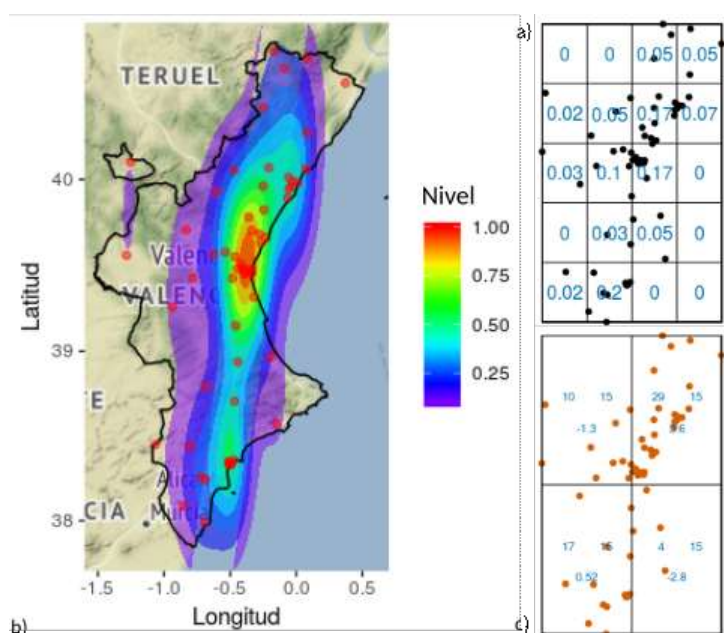 a)
0 0 0.05 0.05
0.02 0.05 0.17 0.07
0.03 0.1 0.17 0
0 0.03 0.05 0
0.02 0.2 0 0
TERUEL
Valen
VALENC
TE
Alican
CIA
Murcia
Latitud
40
39
38
-1.5 -1.0 -0.5 0.0 0.5
Longitud
b)
Nivel
1.00
0.75
0.50
0.25
10 15 29 15
-1.3
17 15 4 15
0.52 -2.8
c)